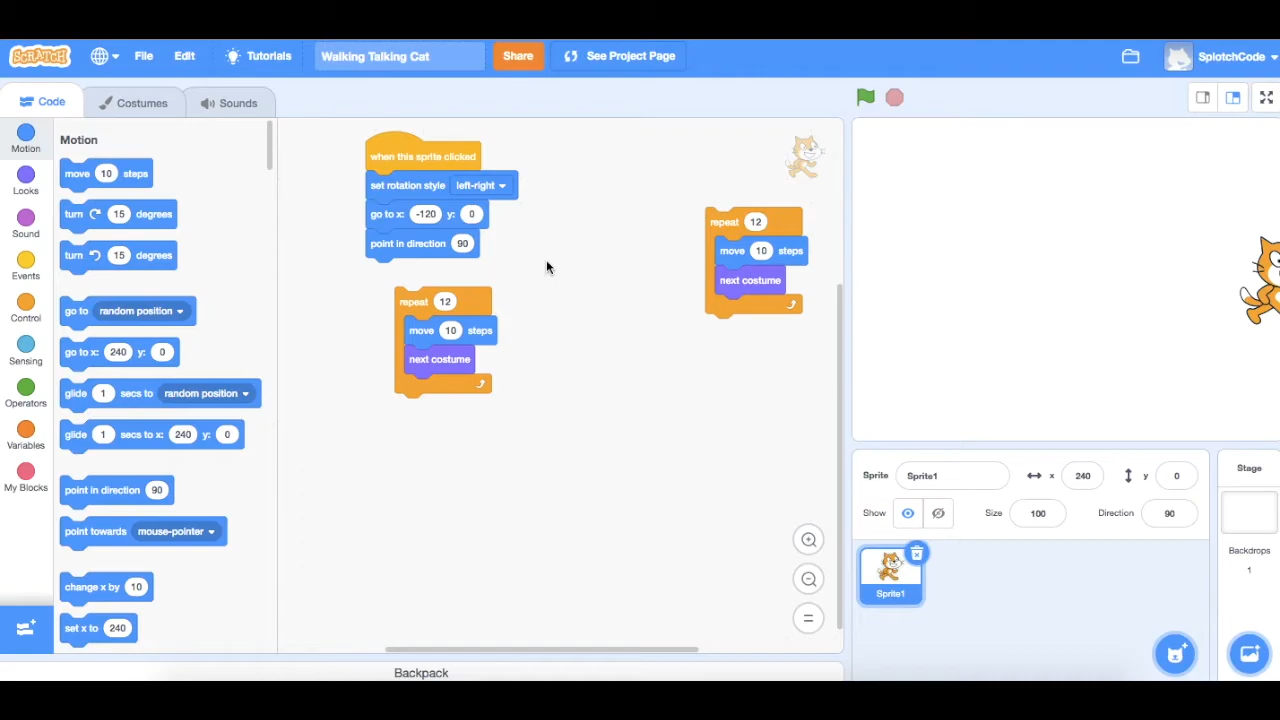 SCRATCH File Edit Tutorials Walking Talking Cat Share See Project Page SplotchCode
Code Costumes Sounds
Motion
Looks
Sound
Events
Control
Sensing
Operators
Variables
My Blocks
Motion
move 10 steps
turn 15 degrees
turn 15 degrees
go to random position
go to x: 240 y: 0
glide 1 secs to random position
glide 1 secs to x: 240 y: 0
point in direction 90
point towards mouse-pointer
change x by 10
set x to 240
when this sprite clicked
set rotation style left-right
go to x: -120 y: 0
point in direction 90
repeat 12
move 10 steps
next costume
repeat 12
move 10 steps
next costume
Backpack
Sprite Sprite1 x 240 y 0
Show Size 100 Direction 90
Sprite1
Stage
Backdrops
1